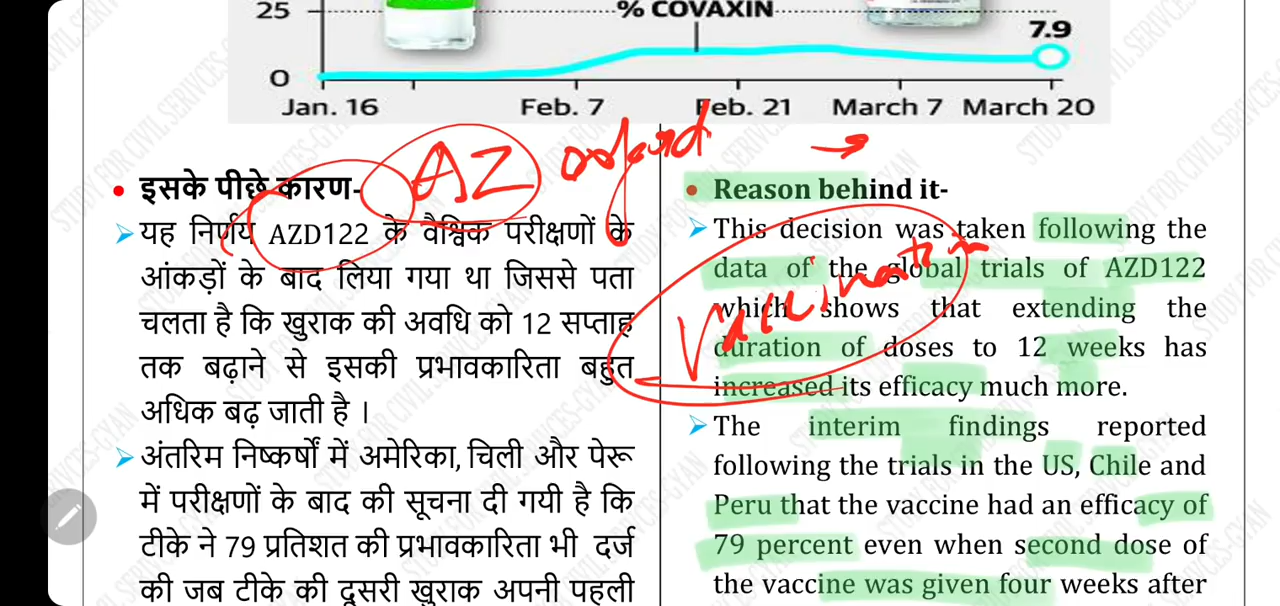 25
% COVAXIN
7.9
0
Jan. 16 Feb. 7 Feb. 21 March 7 March 20
AZ oxford
• इसके पीछे कारण-
➤ यह निर्णय AZD122 के वैश्विक परीक्षणों के
आंकड़ों के बाद लिया गया था जिससे पता
चलता है कि खुराक की अवधि को 12 सप्ताह
तक बढ़ाने से इसकी प्रभावकारिता बहुत
अधिक बढ़ जाती है ।
➤ अंतरिम निष्कर्षों में अमेरिका, चिली और पेरू
में परीक्षणों के बाद की सूचना दी गयी है कि
टीके ने 79 प्रतिशत की प्रभावकारिता भी दर्ज
की जब टीके की दूसरी खुराक अपनी पहली
• Reason behind it-
➤ This decision was taken following the
data of the global trials of AZD122
which shows that extending the
duration of doses to 12 weeks has
increased its efficacy much more.
Vaccination
➤ The interim findings reported
following the trials in the US, Chile and
Peru that the vaccine had an efficacy of
79 percent even when second dose of
the vaccine was given four weeks after
STUDY FOR CIVIL SERIVCES-GYAN